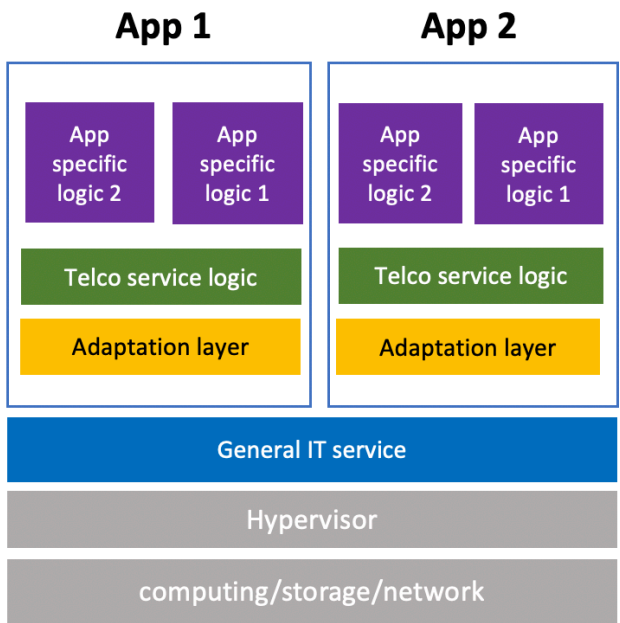 App 1
App 2
App
specific
logic 2
App
specific
logic 1
App
specific
logic 2
App
specific
logic 1
Telco service logic
Telco service logic
Adaptation layer
Adaptation layer
General IT service
Hypervisor
computing/storage/network